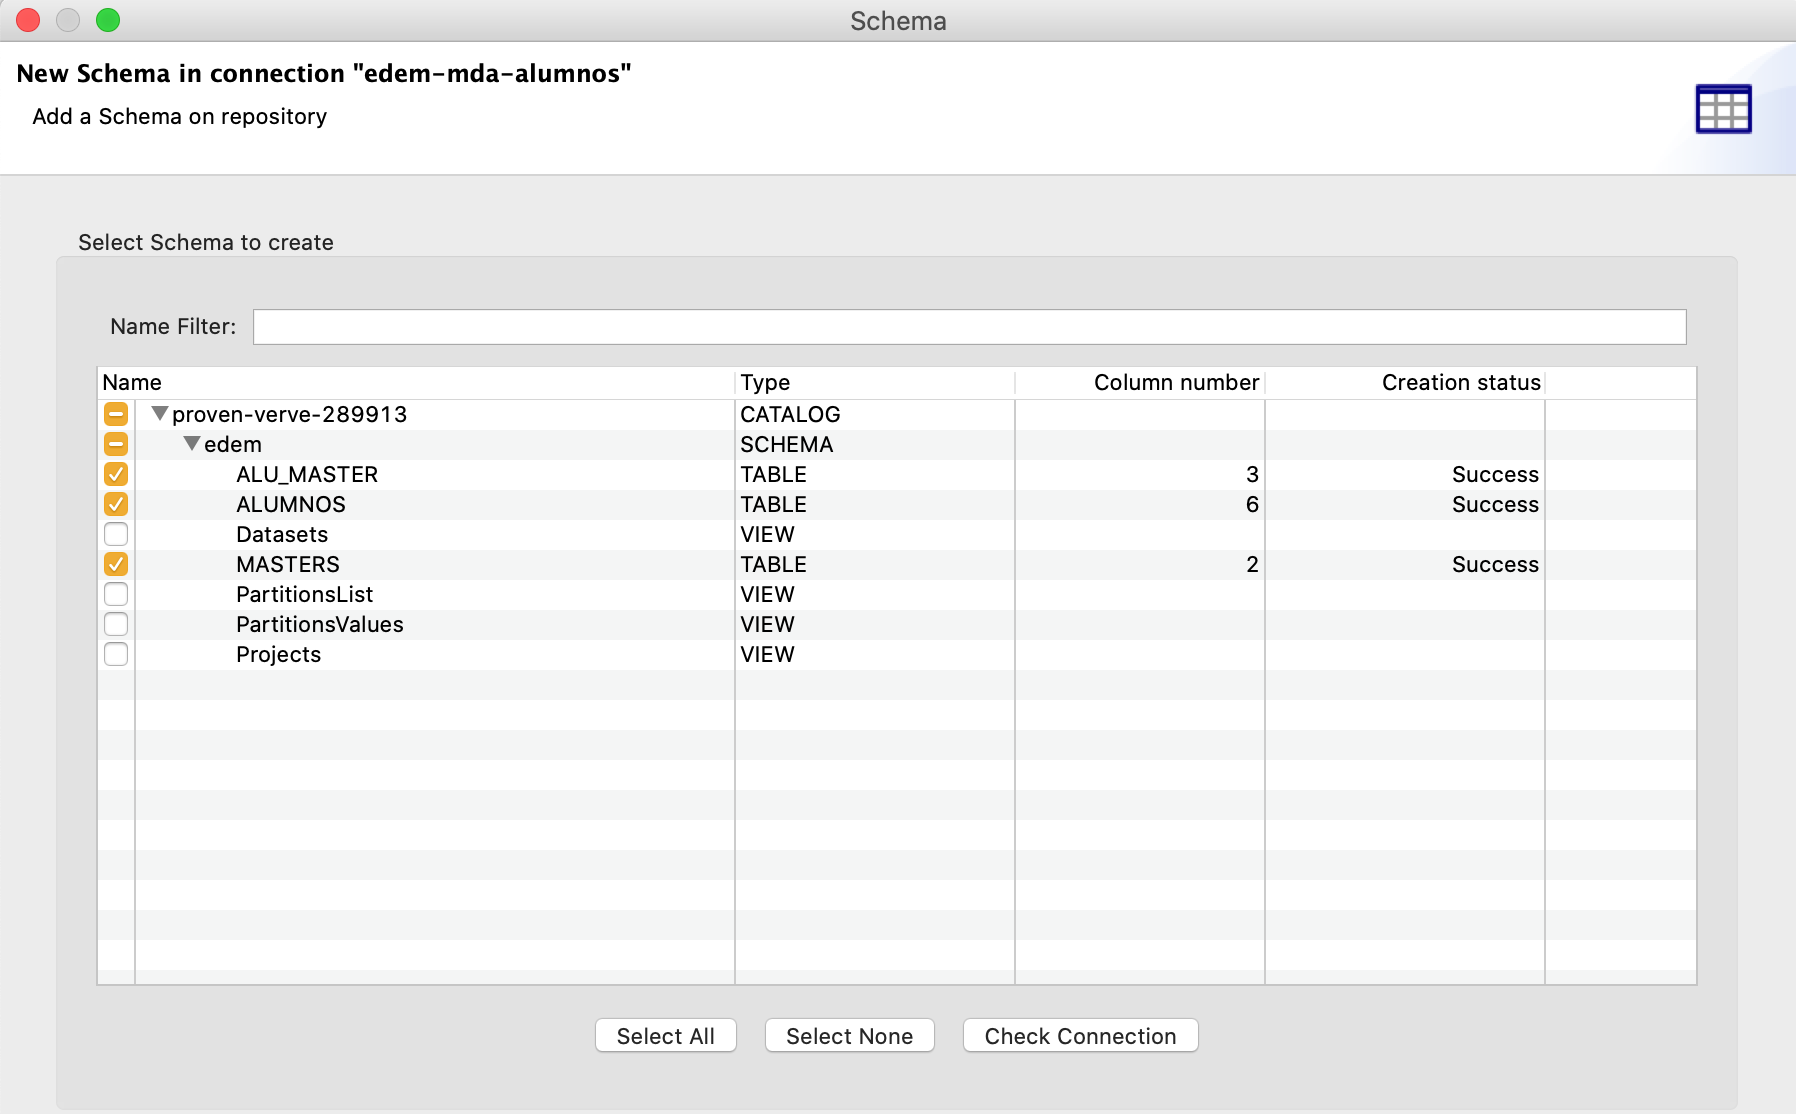 Schema
New Schema in connection "edem-mda-alumnos"
Add a Schema on repository
Select Schema to create
Name Filter:
Name Type Column number Creation status
proven-verve-289913 CATALOG
edem SCHEMA
ALU_MASTER TABLE 3 Success
ALUMNOS TABLE 6 Success
Datasets VIEW
MASTERS TABLE 2 Success
PartitionsList VIEW
PartitionsValues VIEW
Projects VIEW
Select All Select None Check Connection